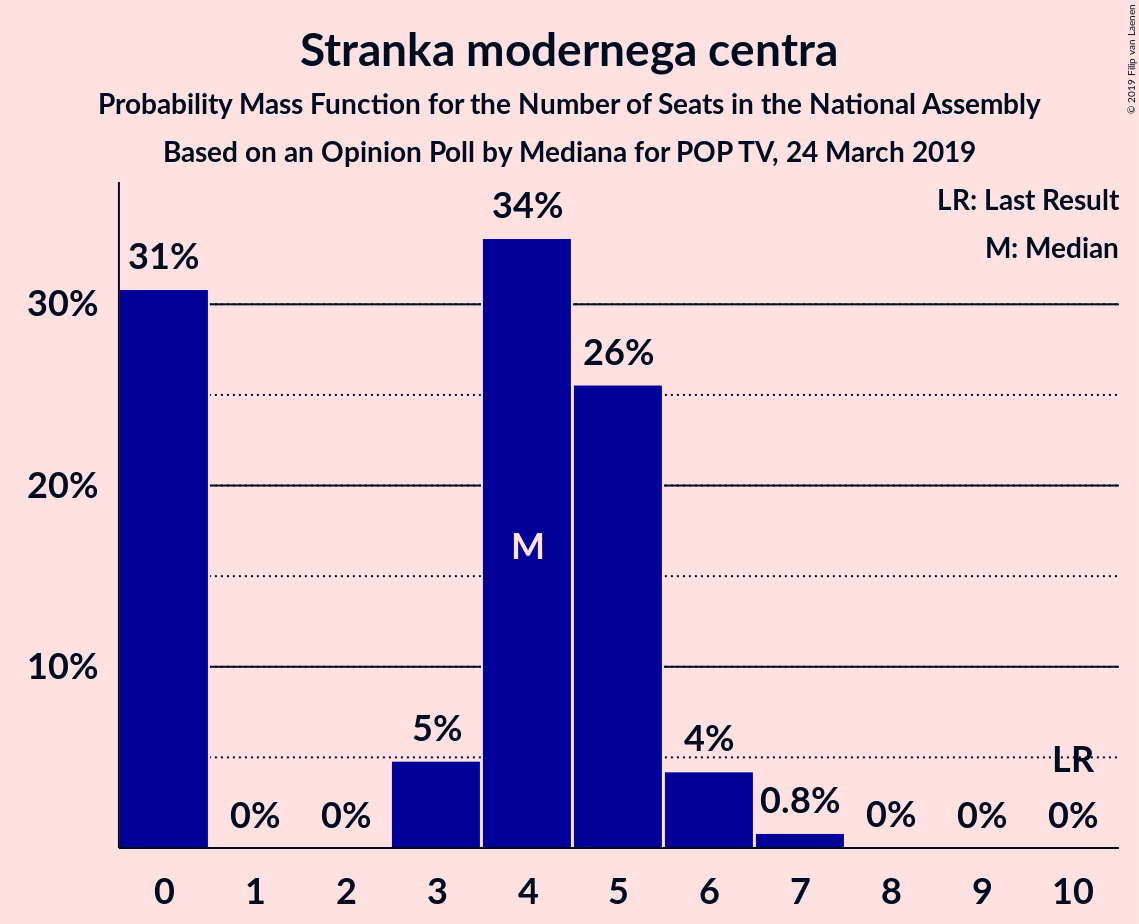 Stranka modernega centra
Probability Mass Function for the Number of Seats in the National Assembly
Based on an Opinion Poll by Mediana for POP TV, 24 March 2019
© 2019 Filip van Laenen
LR: Last Result
M: Median
34%
31%
30%
26%
20%
M
10%
5%
4%
LR
0.8%
0% 0% 0% 0% 0%
0 1 2 3 4 5 6 7 8 9 10